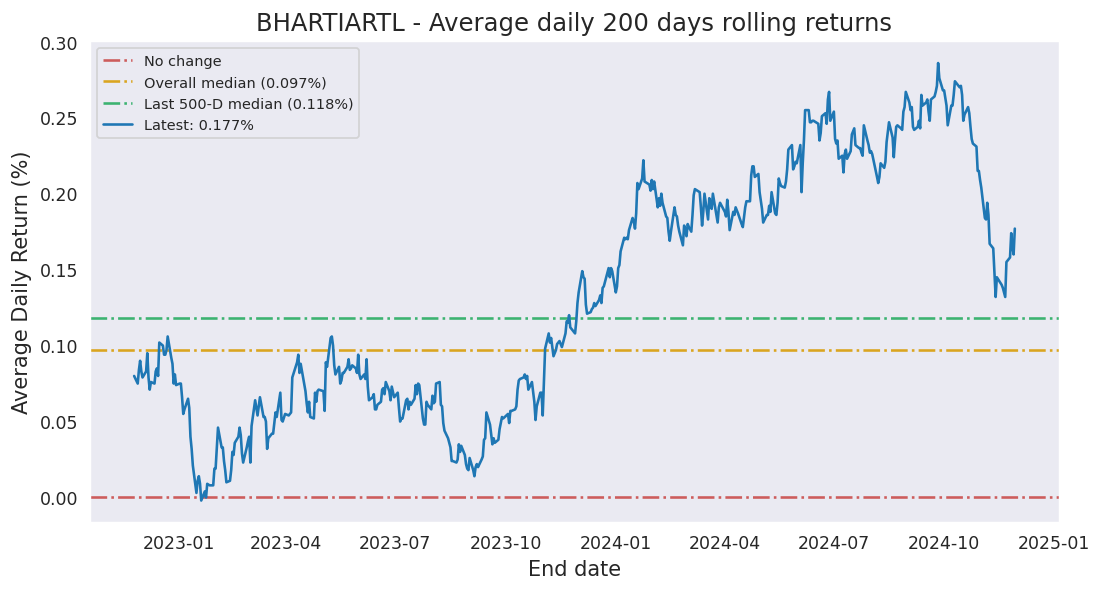 BHARTIARTL - Average daily 200 days rolling returns
No change
Overall median (0.097%)
Last 500-D median (0.118%)
Latest: 0.177%
Average Daily Return (%)
0.30
0.25
0.20
0.15
0.10
0.05
0.00
2023-01 2023-04 2023-07 2023-10 2024-01 2024-04 2024-07 2024-10 2025-01
End date